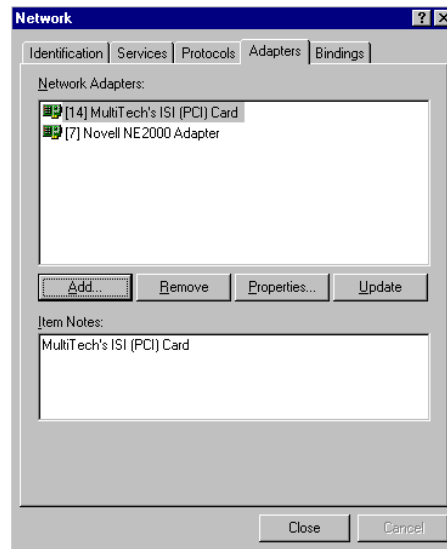 Network
Identification Services Protocols Adapters Bindings
Network Adapters:
[14] MultiTech's ISI (PCI) Card
[7] Novell NE2000 Adapter
Add... Remove Properties... Update
Item Notes:
MultiTech's ISI (PCI) Card
Close Cancel